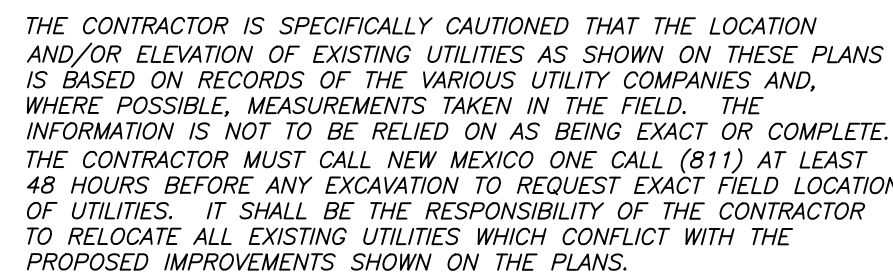 THE CONTRACTOR IS SPECIFICALLY CAUTIONED THAT THE LOCATION
AND/OR ELEVATION OF EXISTING UTILITIES AS SHOWN ON THESE PLANS
IS BASED ON RECORDS OF THE VARIOUS UTILITY COMPANIES AND,
WHERE POSSIBLE, MEASUREMENTS TAKEN IN THE FIELD. THE
INFORMATION IS NOT TO BE RELIED ON AS BEING EXACT OR COMPLETE.
THE CONTRACTOR MUST CALL NEW MEXICO ONE CALL (811) AT LEAST
48 HOURS BEFORE ANY EXCAVATION TO REQUEST EXACT FIELD LOCATION
OF UTILITIES. IT SHALL BE THE RESPONSIBILITY OF THE CONTRACTOR
TO RELOCATE ALL EXISTING UTILITIES WHICH CONFLICT WITH THE
PROPOSED IMPROVEMENTS SHOWN ON THE PLANS.